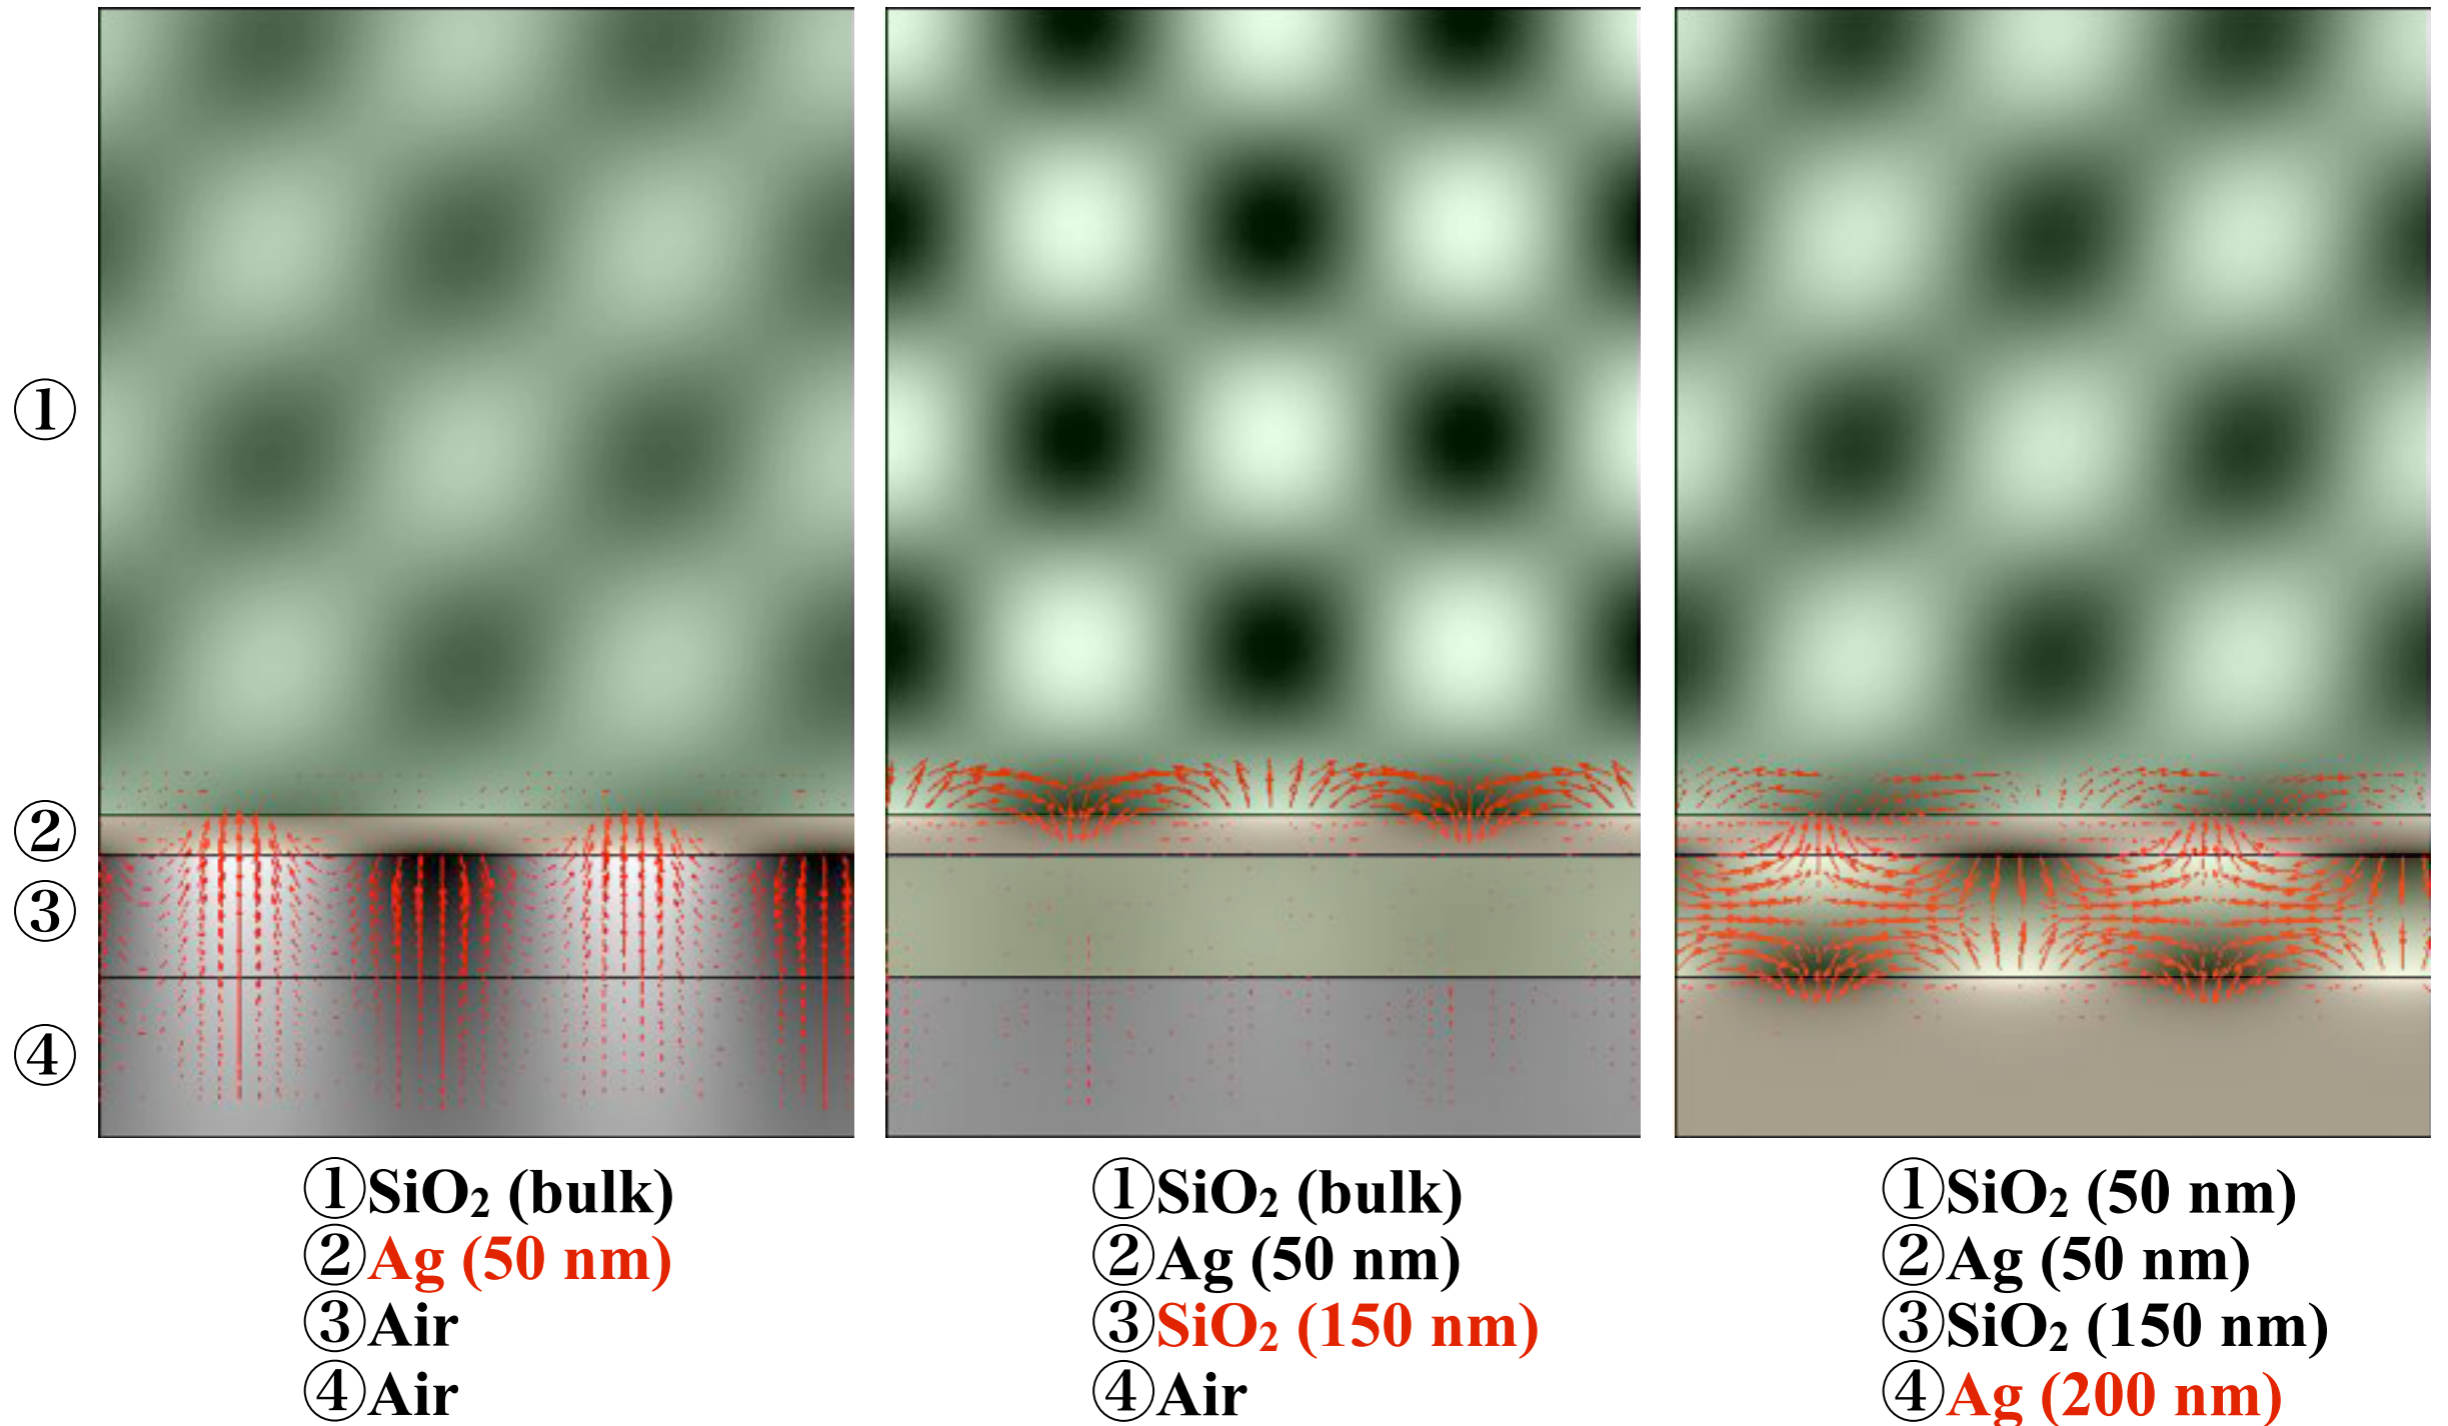 ①
②
③
④
①SiO₂ (bulk)
②Ag (50 nm)
③Air
④Air
①SiO₂ (bulk)
②Ag (50 nm)
③SiO₂ (150 nm)
④Air
①SiO₂ (50 nm)
②Ag (50 nm)
③SiO₂ (150 nm)
④Ag (200 nm)